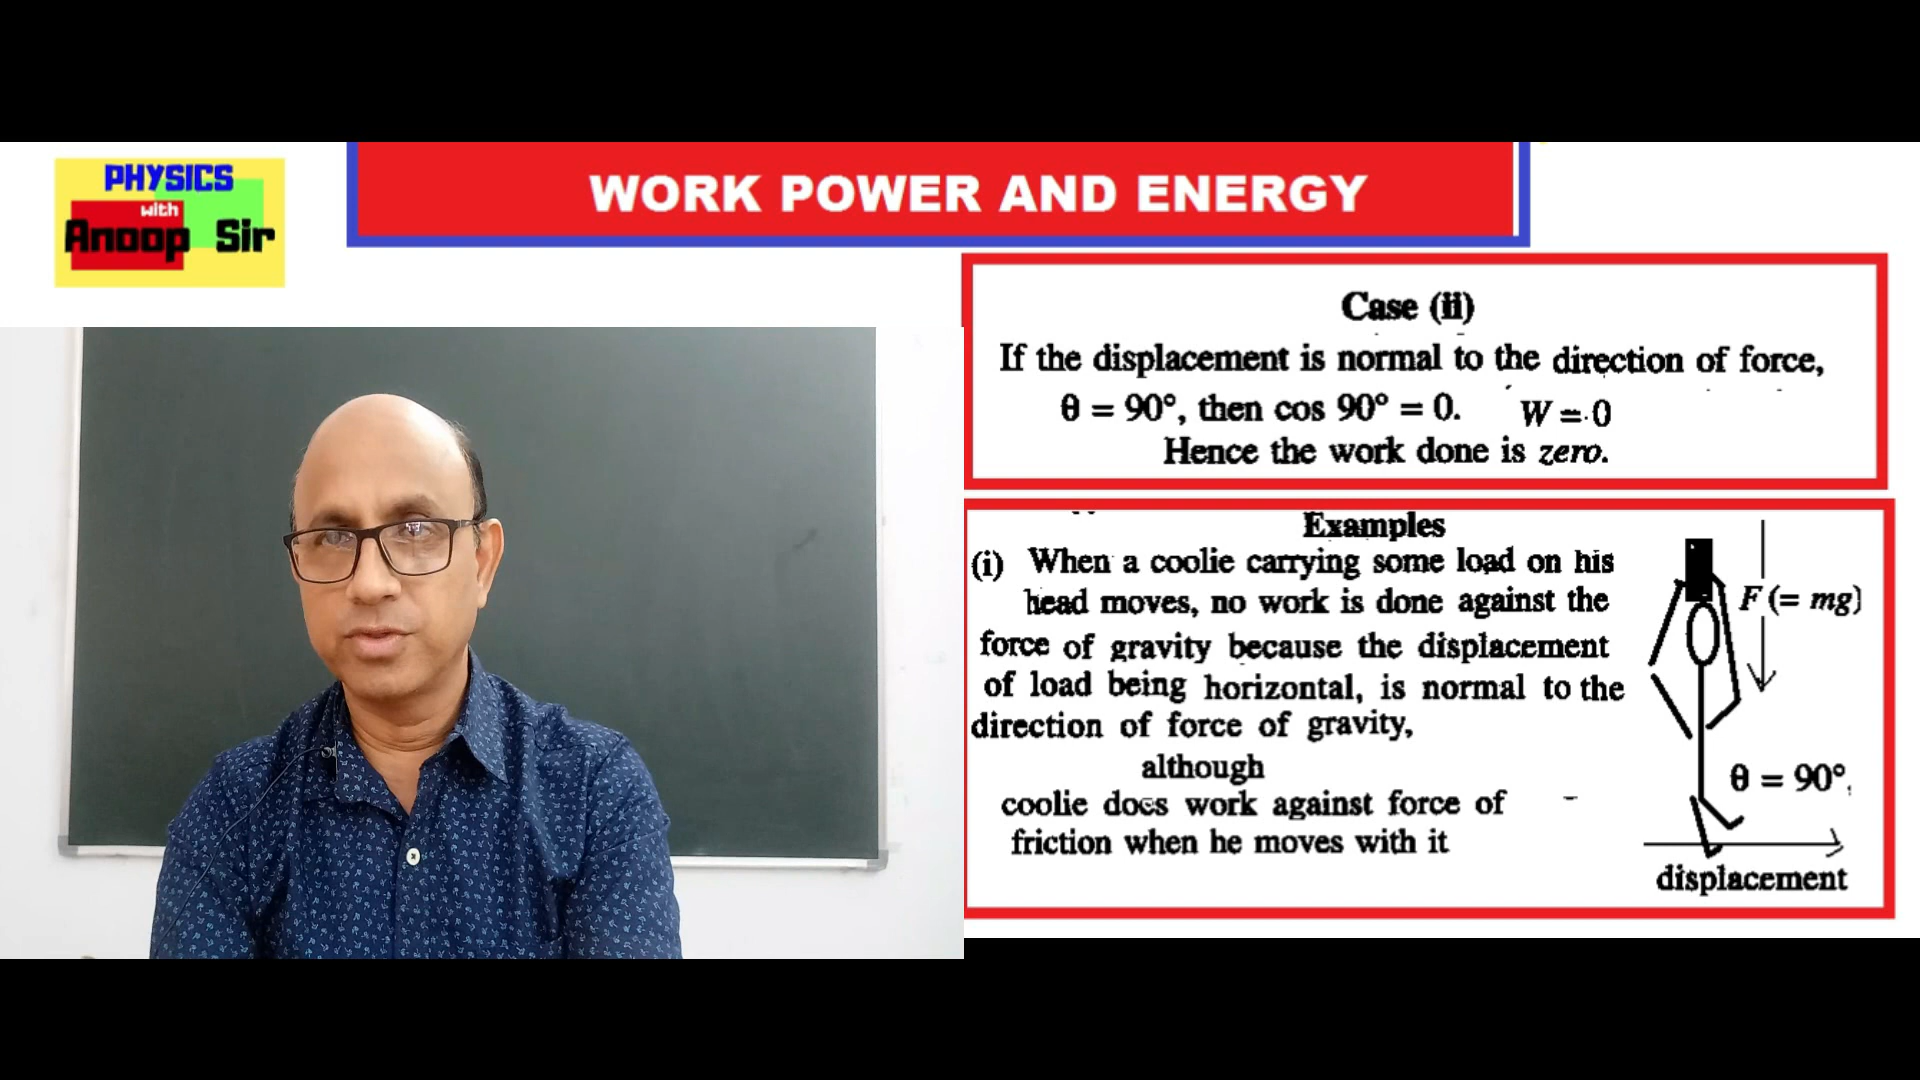 PHYSICS
with
Anoop Sir
WORK POWER AND ENERGY
Case (ii)
If the displacement is normal to the direction of force,
θ = 90°, then cos 90° = 0. W = 0
Hence the work done is zero.
Examples
(i) When a coolie carrying some load on his
head moves, no work is done against the
force of gravity because the displacement
of load being horizontal, is normal to the
direction of force of gravity,
although
coolie does work against force of
friction when he moves with it
F (= mg)
θ = 90°,
displacement